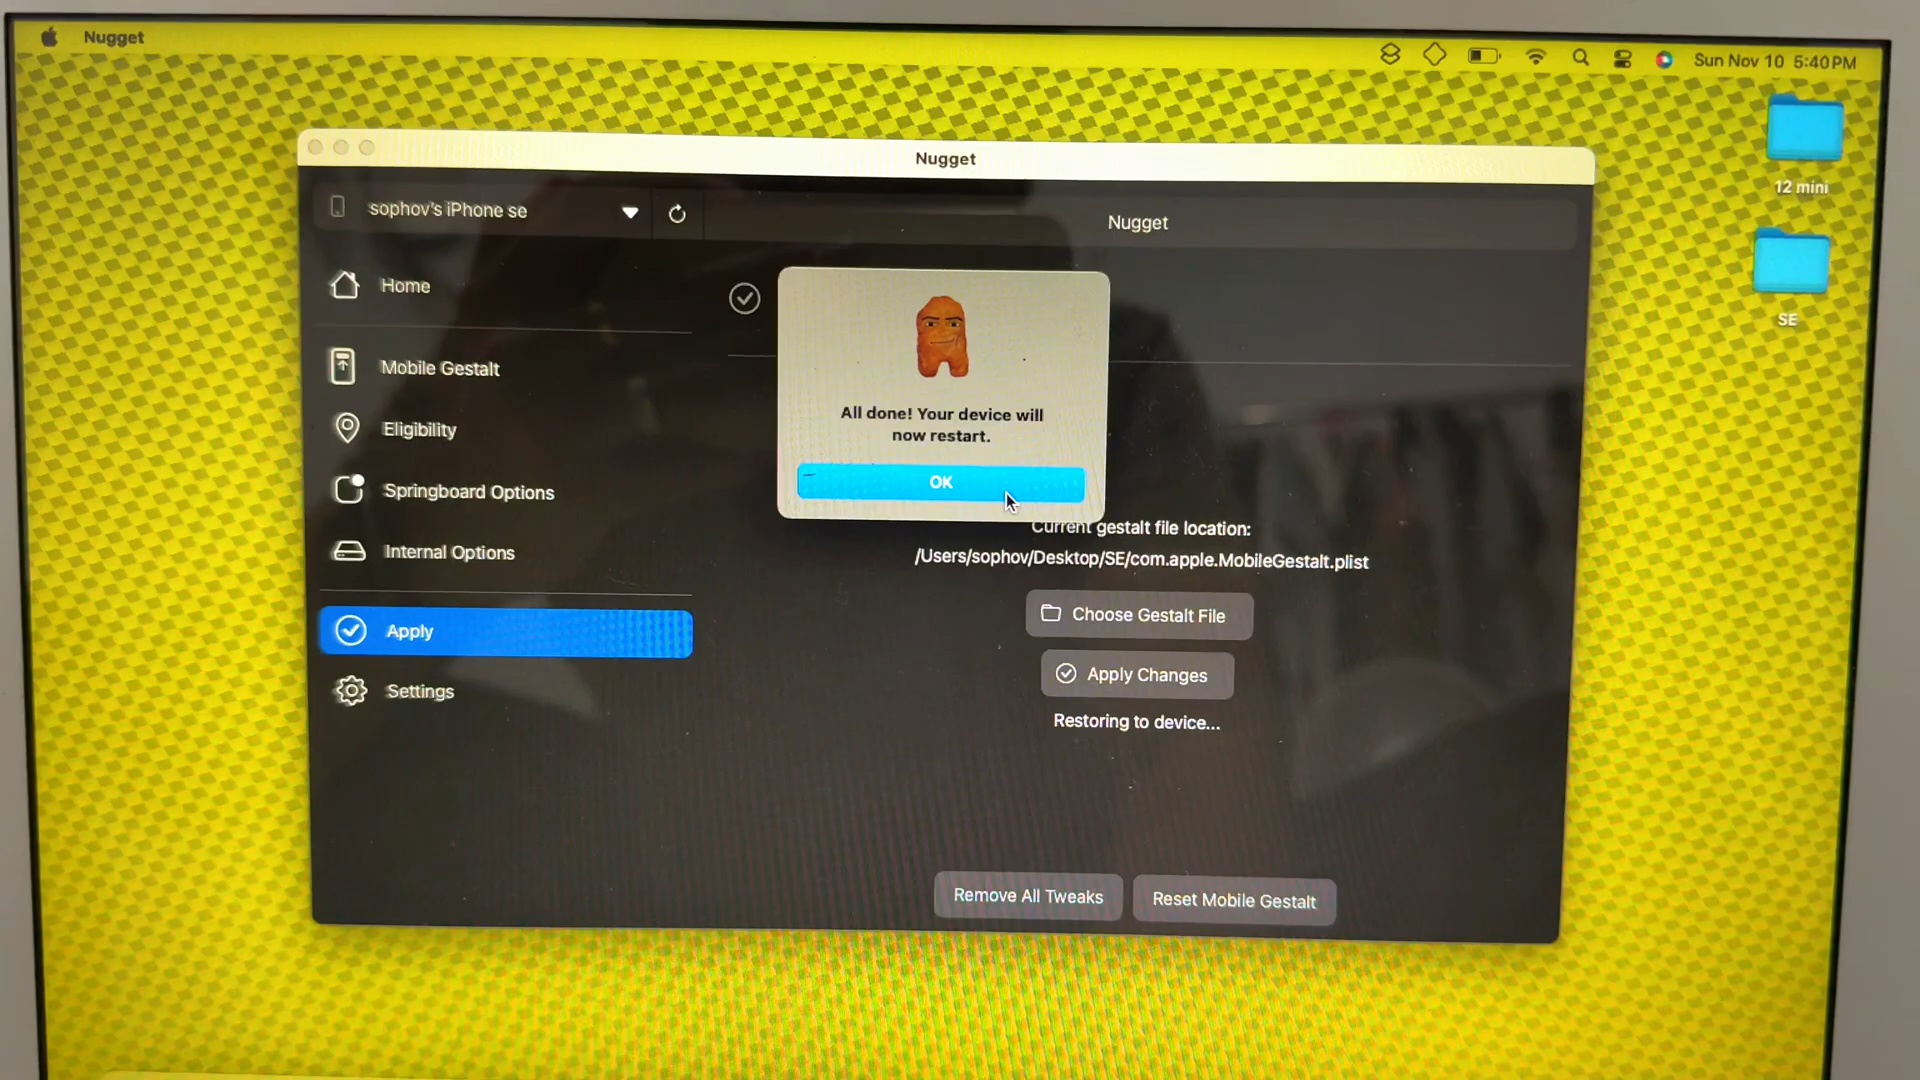 Nugget
Sun Nov 10 5:40 PM
Nugget
12 mini
sophov's iPhone se
Nugget
Home
SE
Mobile Gestalt
All done! Your device will
now restart.
Eligibility
OK
Springboard Options
Current gestalt file location:
Internal Options
/Users/sophov/Desktop/SE/com.apple.MobileGestalt.plist
Choose Gestalt File
Apply
Apply Changes
Settings
Restoring to device...
Remove All Tweaks
Reset Mobile Gestalt